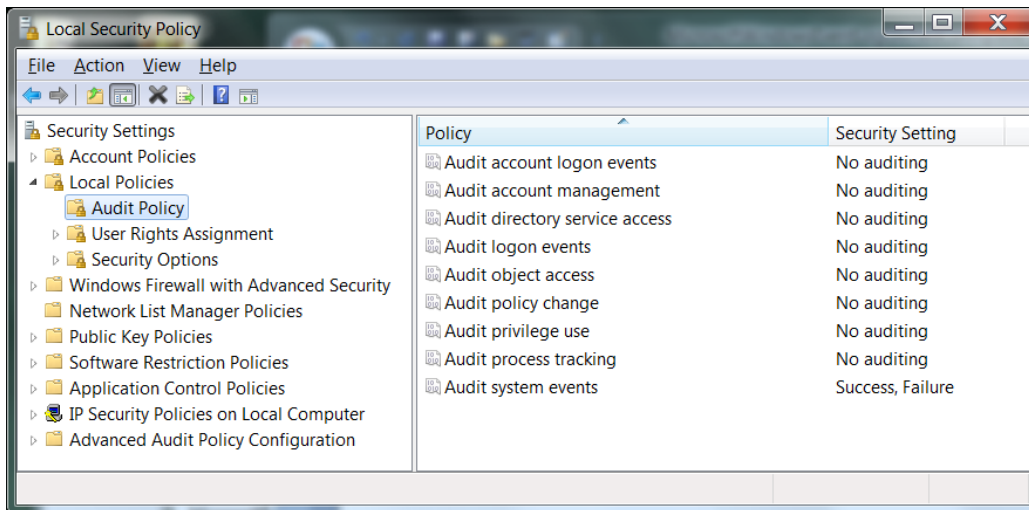 Local Security Policy
File Action View Help
Security Settings
Account Policies
Local Policies
Audit Policy
User Rights Assignment
Security Options
Windows Firewall with Advanced Security
Network List Manager Policies
Public Key Policies
Software Restriction Policies
Application Control Policies
IP Security Policies on Local Computer
Advanced Audit Policy Configuration
Policy Security Setting
Audit account logon events No auditing
Audit account management No auditing
Audit directory service access No auditing
Audit logon events No auditing
Audit object access No auditing
Audit policy change No auditing
Audit privilege use No auditing
Audit process tracking No auditing
Audit system events Success, Failure